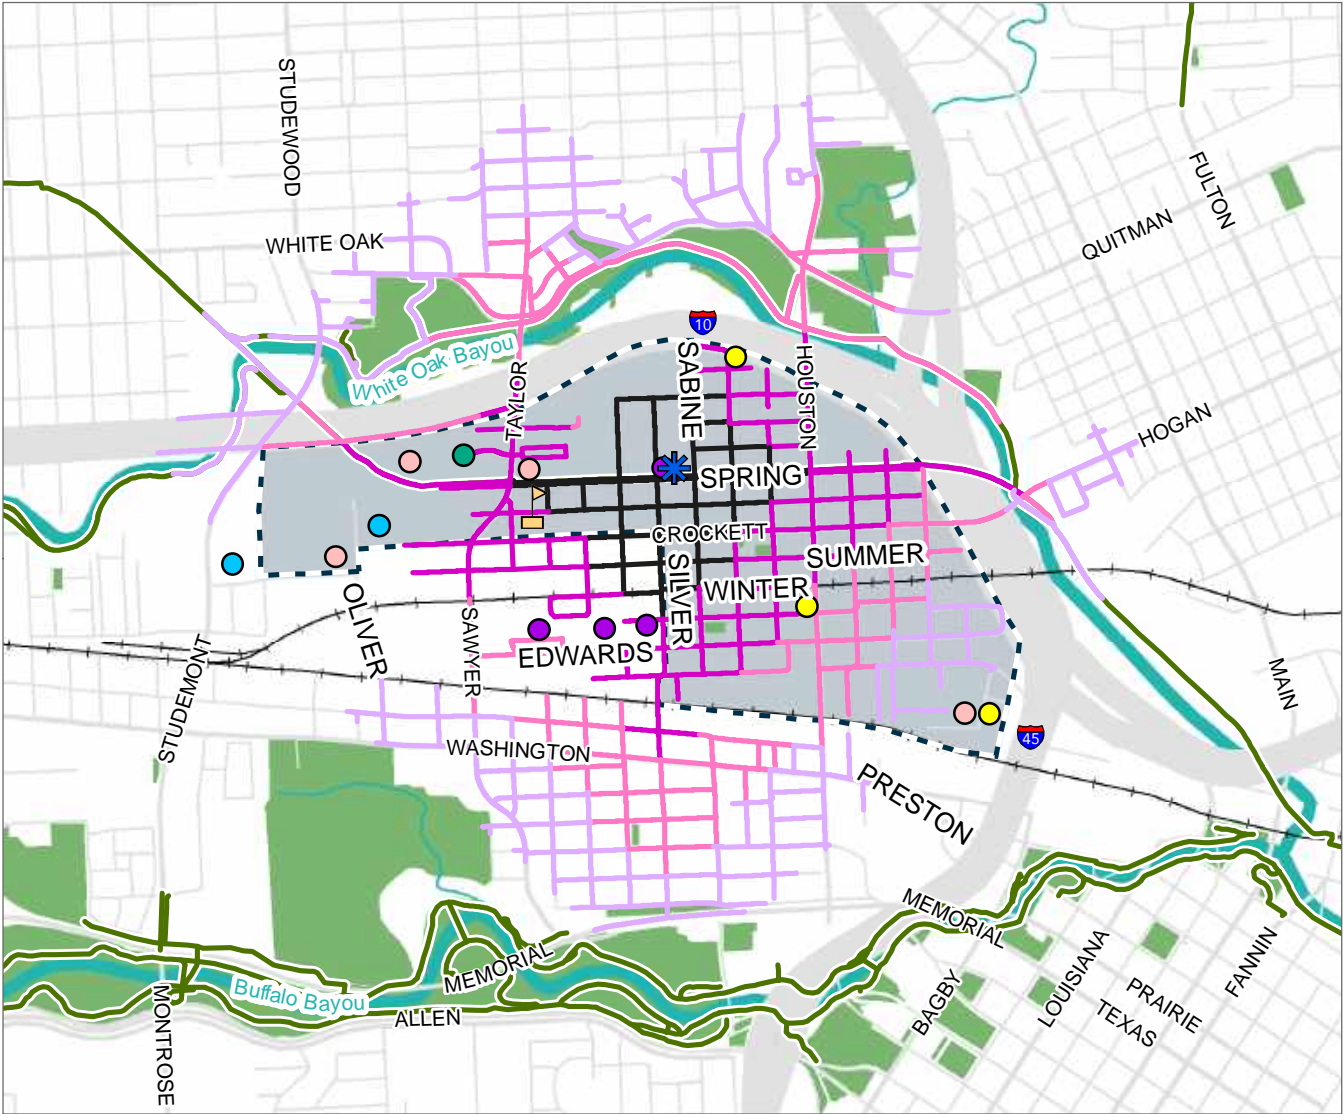 STUDEWOOD
FULTON
QUITMAN
WHITE OAK
10
White Oak Bayou
SABINE
HOUSTON
TAYLOR
HOGAN
SPRING
CROCKETT
SUMMER
SILVER
WINTER
OLIVER
SAWYER
EDWARDS
STUDEMONT
MAIN
45
WASHINGTON
PRESTON
MEMORIAL
MEMORIAL
Buffalo Bayou
ALLEN
MONTROSE
BAGBY
LOUISIANA
PRAIRIE
TEXAS
FANNIN